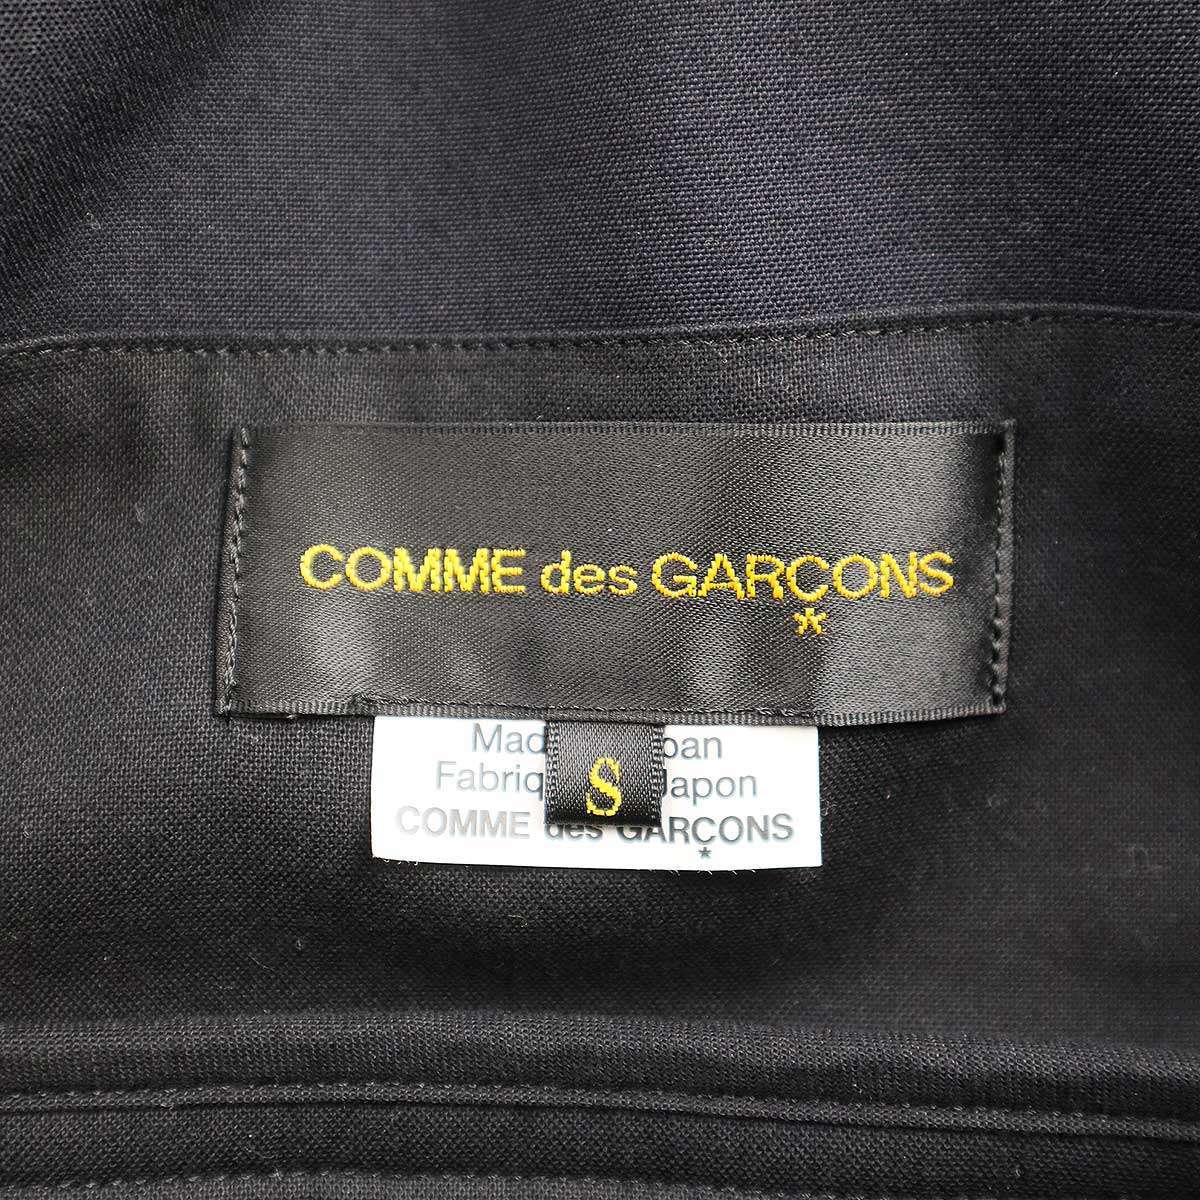 COMME des GARÇONS
*
Mad pan
S
Fabriq Japon
COMME des GARÇONS
*